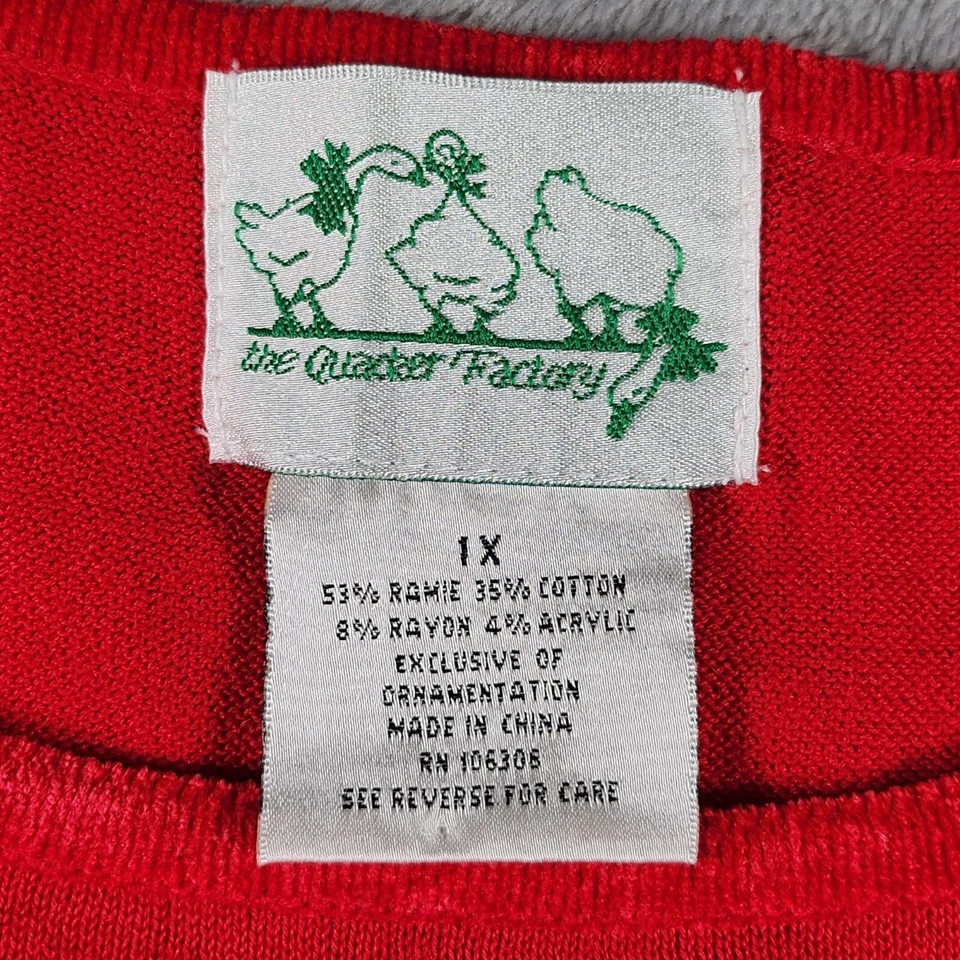 the Quacker Factory
1X
53% RAMIE 35% COTTON
8% RAYON 4% ACRYLIC
EXCLUSIVE OF
ORNAMENTATION
MADE IN CHINA
RN 106306
SEE REVERSE FOR CARE